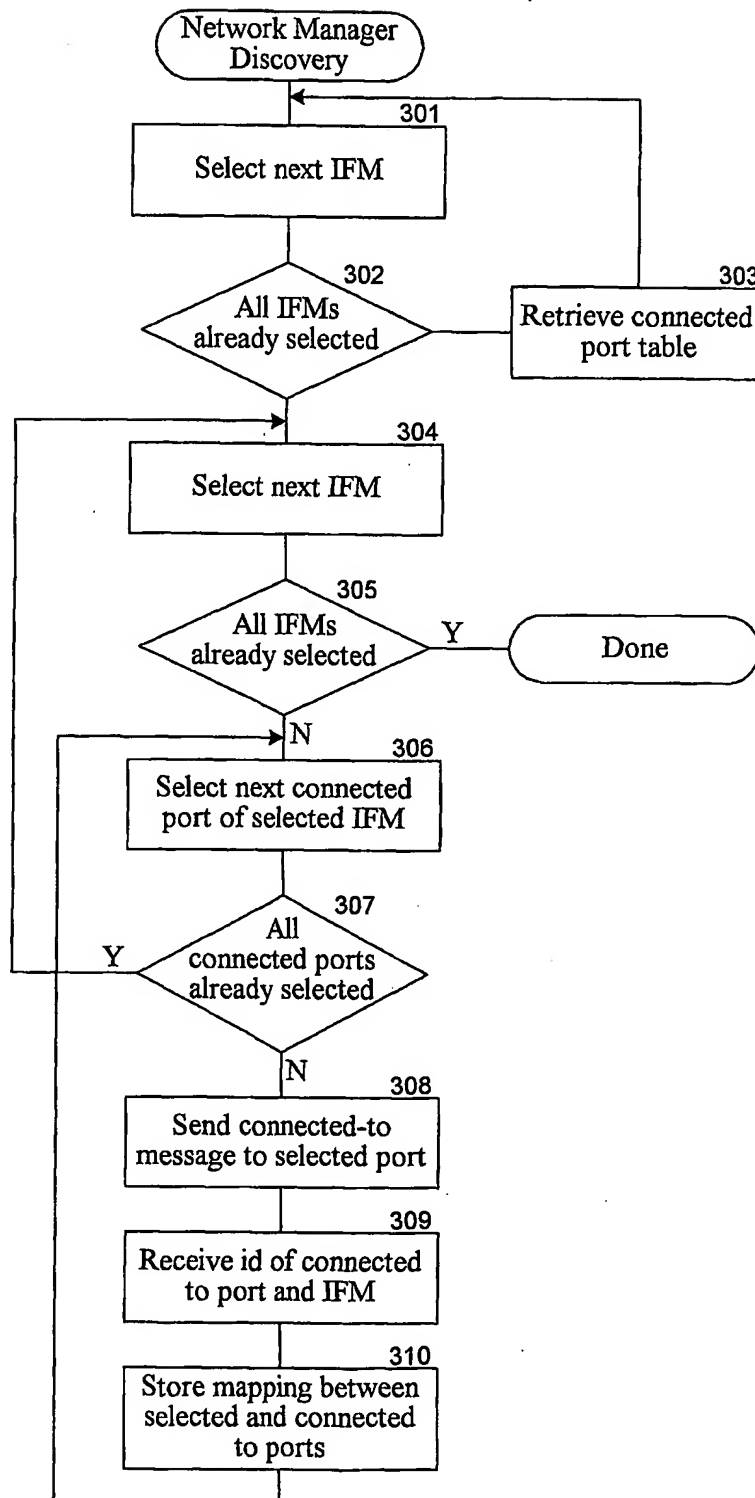 Network Manager
Discovery
301
Select next IFM
302
All IFMs
already selected
303
Retrieve connected
port table
304
Select next IFM
305
All IFMs
already selected
Y
Done
N
306
Select next connected
port of selected IFM
307
All
connected ports
already selected
Y
N
308
Send connected-to
message to selected port
309
Receive id of connected
to port and IFM
310
Store mapping between
selected and connected
to ports